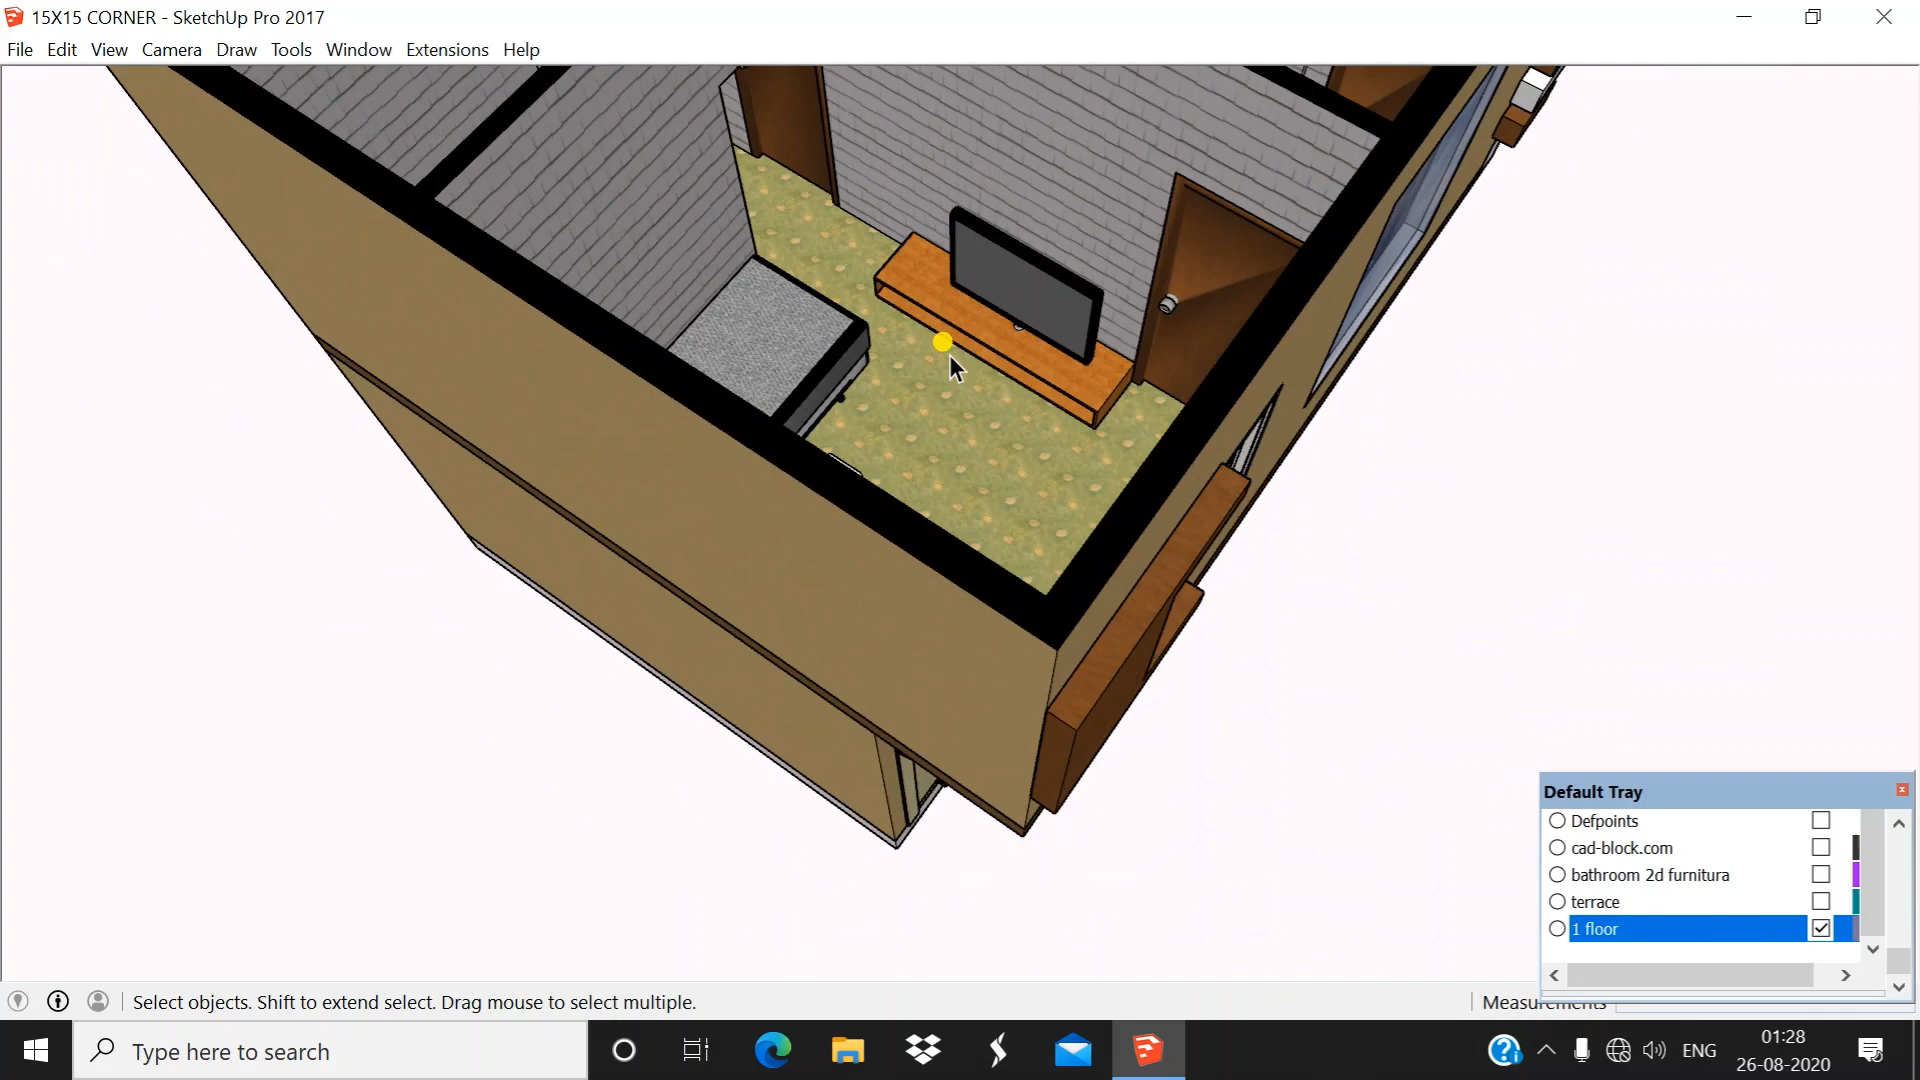 15X15 CORNER - SketchUp Pro 2017
File Edit View Camera Draw Tools Window Extensions Help
Default Tray
Defpoints
cad-block.com
bathroom 2d furnitura
terrace
1 floor
Select objects. Shift to extend select. Drag mouse to select multiple.
Measurements
Type here to search
ENG
01:28
26-08-2020